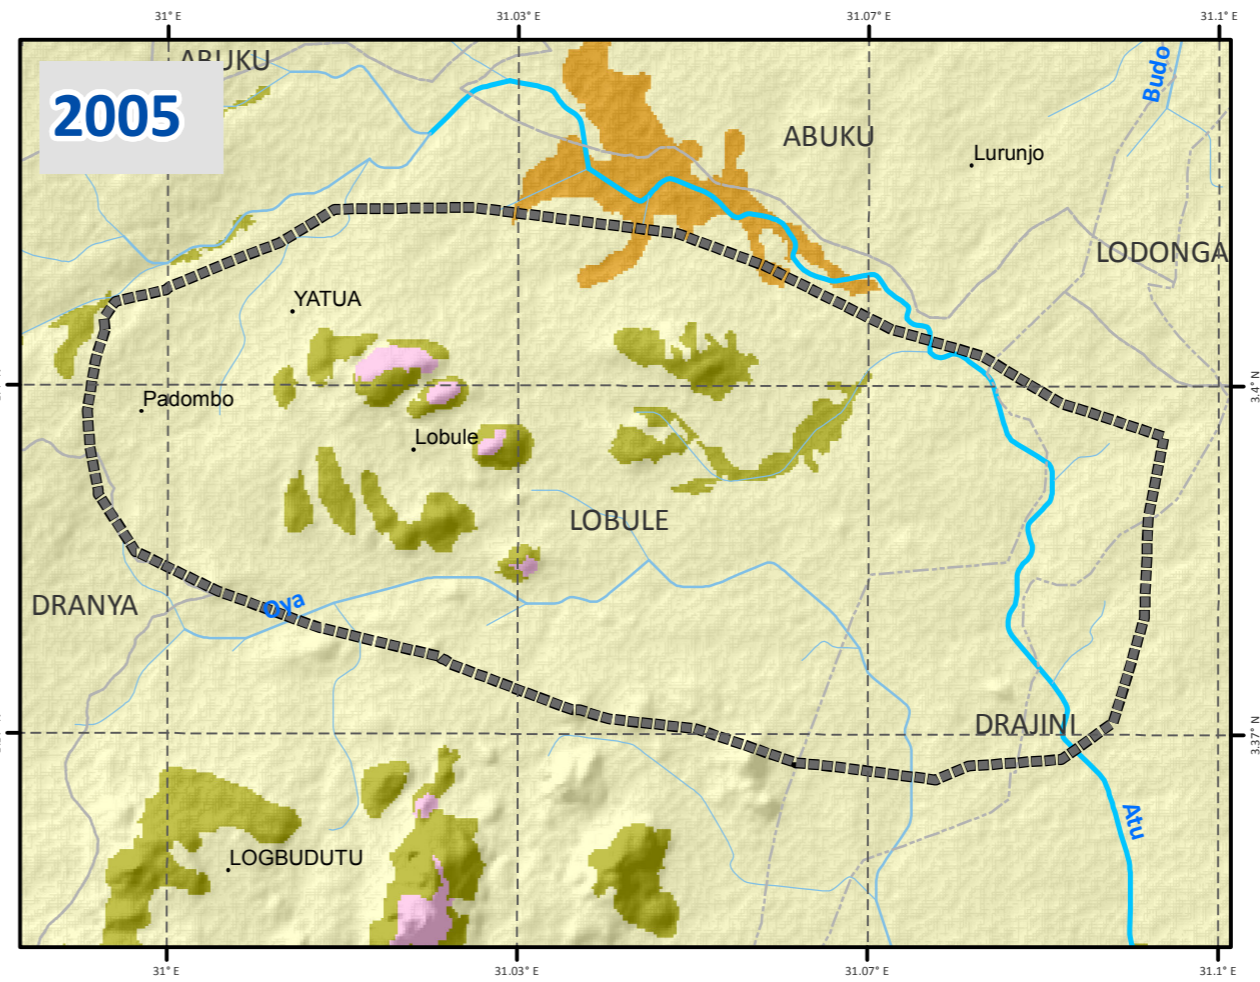 31° E 31.03° E 31.07° E 31.1° E
ABUKU
2005
Budo
ABUKU
Lurunjo
LODONGA
YATUA
3.4° N
Padombo
Lobule
LOBULE
DRANYA
Oya
DRAJINI
3.37° N
Atu
LOGBUDUTU
31° E 31.03° E 31.07° E 31.1° E